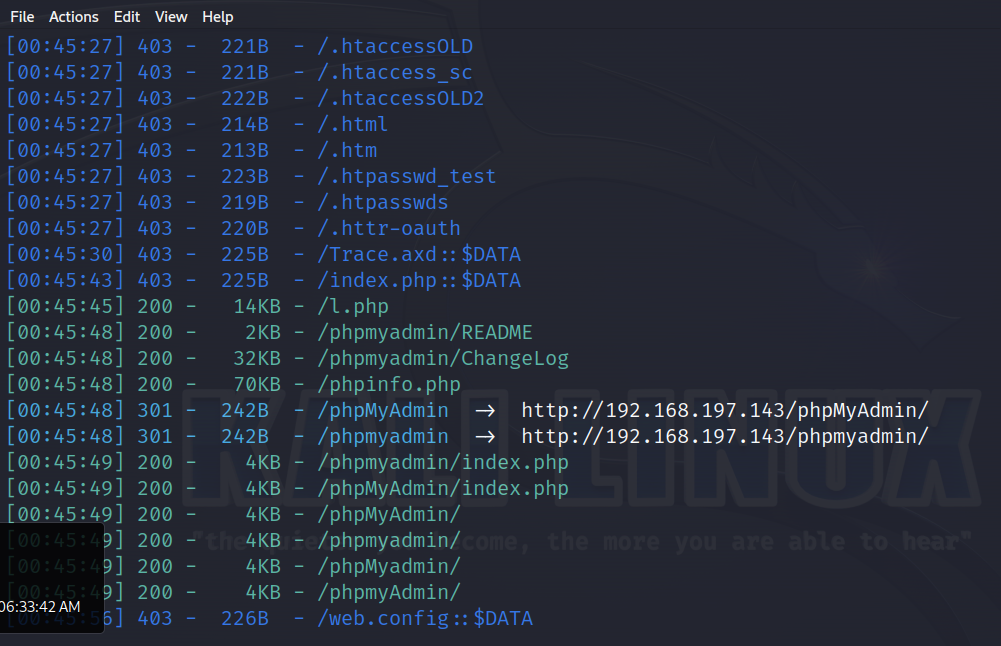 File Actions Edit View Help
[00:45:27] 403 - 221B - /.htaccessOLD
[00:45:27] 403 - 221B - /.htaccess_sc
[00:45:27] 403 - 222B - /.htaccessOLD2
[00:45:27] 403 - 214B - /.html
[00:45:27] 403 - 213B - /.htm
[00:45:27] 403 - 223B - /.htpasswd_test
[00:45:27] 403 - 219B - /.htpasswds
[00:45:27] 403 - 220B - /.httr-oauth
[00:45:30] 403 - 225B - /Trace.axd::$DATA
[00:45:43] 403 - 225B - /index.php::$DATA
[00:45:45] 200 - 14KB - /l.php
[00:45:48] 200 - 2KB - /phpmyadmin/README
[00:45:48] 200 - 32KB - /phpmyadmin/ChangeLog
[00:45:48] 200 - 70KB - /phpinfo.php
[00:45:48] 301 - 242B - /phpMyAdmin → http://192.168.197.143/phpMyAdmin/
[00:45:48] 301 - 242B - /phpmyadmin → http://192.168.197.143/phpmyadmin/
[00:45:49] 200 - 4KB - /phpmyadmin/index.php
[00:45:49] 200 - 4KB - /phpMyAdmin/index.php
[00:45:49] 200 - 4KB - /phpMyAdmin/
[00:45:49] 200 - 4KB - /phpmyadmin/
[00:45:49] 200 - 4KB - /phpMyAdmin/
[00:45:49] 200 - 4KB - /phpmyadmin/
[00:45:56] 403 - 226B - /web.config::$DATA
06:33:42 AM
KALI LINUX
"the become, the more you are able to hear"